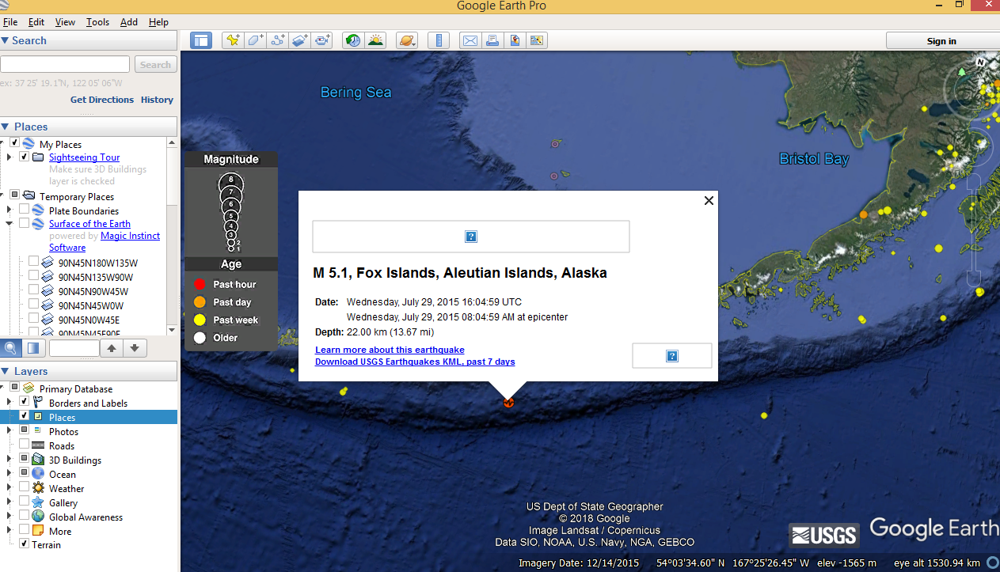 Google Earth Pro
File Edit View Tools Add Help
Search
Sign in
Search
ex: 37 25' 19.1"N, 122 05' 06"W
Get Directions History
Places
My Places
Sightseeing Tour
Make sure 3D Buildings
layer is checked
Temporary Places
Plate Boundaries
Surface of the Earth
powered by Magic Instinct
Software
90N45N180W135W
90N45N135W90W
90N45N90W45W
90N45N45W0W
90N45N0W45E
90N45N45E90E
Layers
Primary Database
Borders and Labels
Places
Photos
Roads
3D Buildings
Ocean
Weather
Gallery
Global Awareness
More
Terrain
Bering Sea
Bristol Bay
N
Magnitude
8
7
6
5
4
3
2
1
Age
Past hour
Past day
Past week
Older
M 5.1, Fox Islands, Aleutian Islands, Alaska
Date: Wednesday, July 29, 2015 16:04:59 UTC
Wednesday, July 29, 2015 08:04:59 AM at epicenter
Depth: 22.00 km (13.67 mi)
Learn more about this earthquake
Download USGS Earthquakes KML, past 7 days
US Dept of State Geographer
© 2018 Google
Image Landsat / Copernicus
Data SIO, NOAA, U.S. Navy, NGA, GEBCO
USGS
Google Earth
Imagery Date: 12/14/2015 54°03'34.60" N 167°25'26.45" W elev -1565 m eye alt 1530.94 km